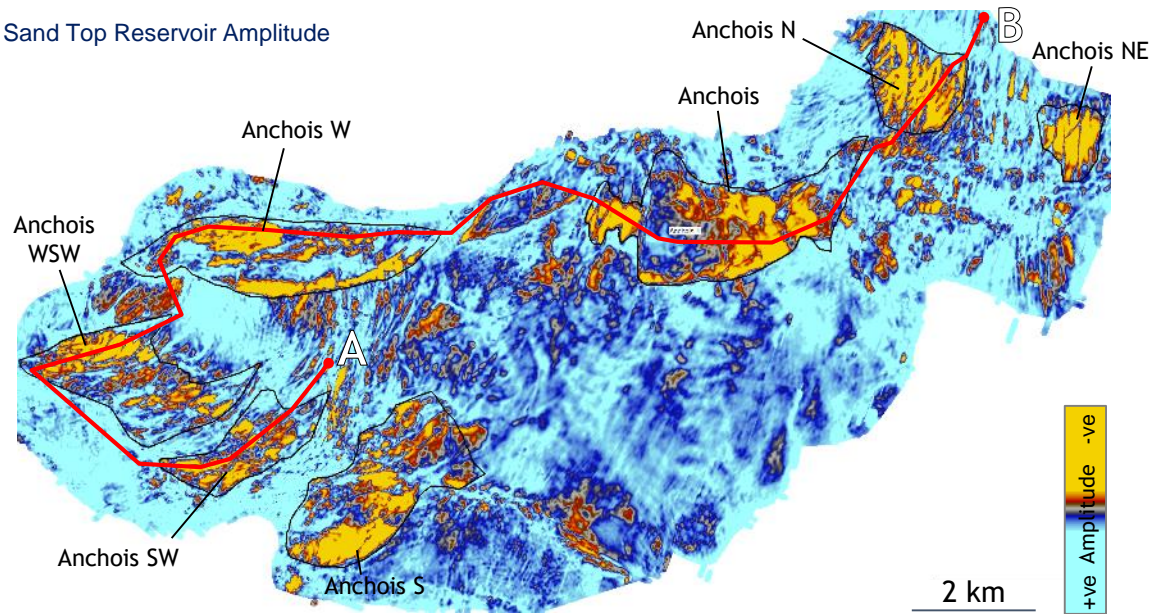 Sand Top Reservoir Amplitude
Anchois N
B
Anchois NE
Anchois
Anchois W
Anchois
WSW
A
Anchois SW
Anchois S
+ve Amplitude -ve
2 km